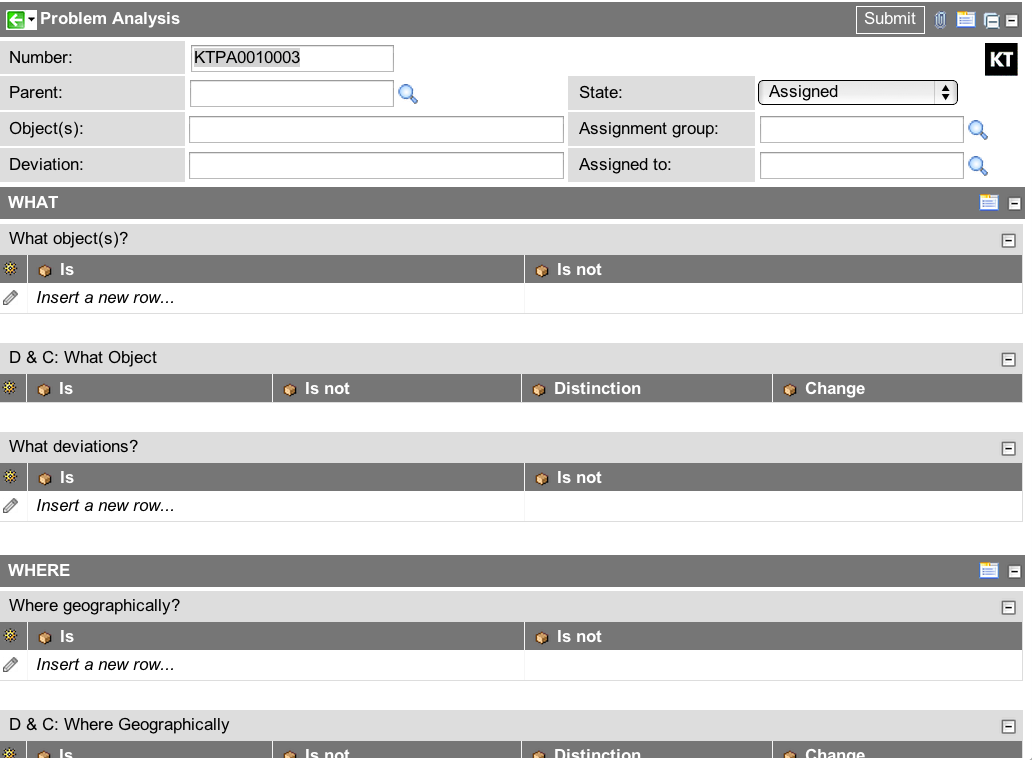 Problem Analysis Submit
Number: KTPA0010003 KT
Parent: State: Assigned
Object(s): Assignment group:
Deviation: Assigned to:
WHAT
What object(s)?
Is Is not
Insert a new row...
D & C: What Object
Is Is not Distinction Change
What deviations?
Is Is not
Insert a new row...
WHERE
Where geographically?
Is Is not
Insert a new row...
D & C: Where Geographically
Is Is not Distinction Change